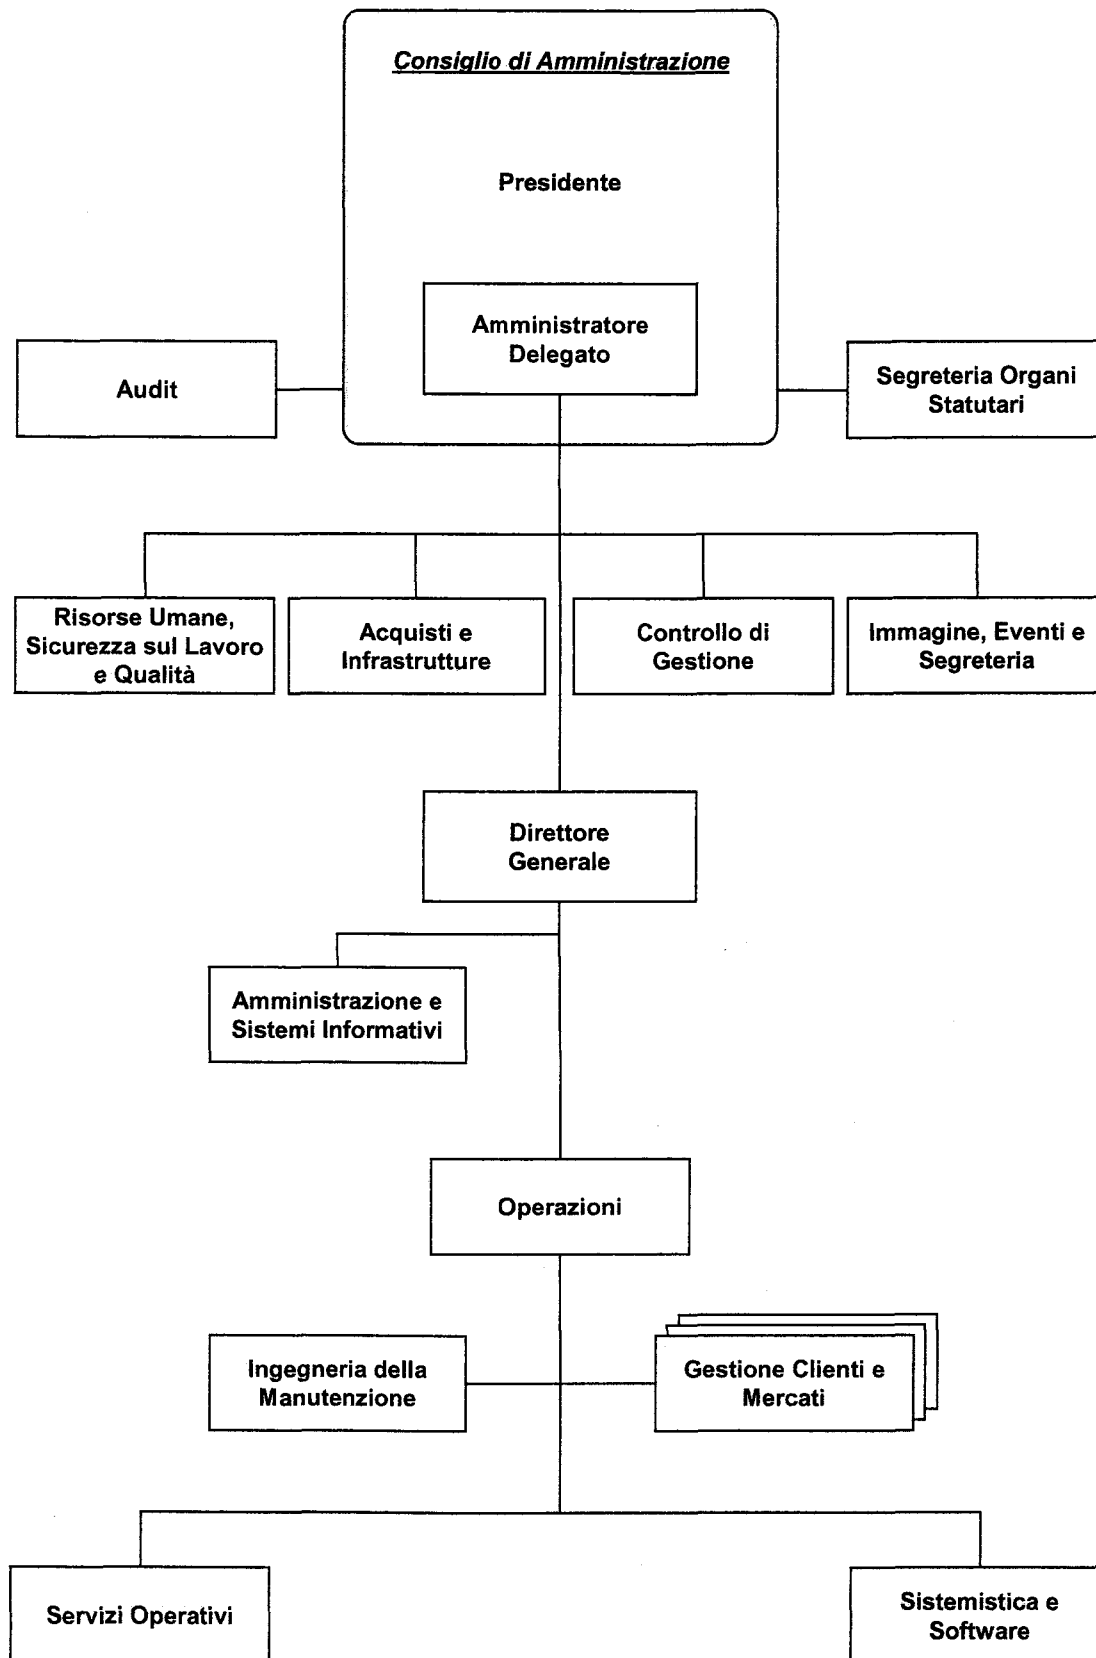 Consiglio di Amministrazione
Presidente
Amministratore
Delegato
Audit
Segreteria Organi
Statutari
Risorse Umane,
Sicurezza sul Lavoro
e Qualità
Acquisti e
Infrastrutture
Controllo di
Gestione
Immagine, Eventi e
Segreteria
Direttore
Generale
Amministrazione e
Sistemi Informativi
Operazioni
Ingegneria della
Manutenzione
Gestione Clienti e
Mercati
Servizi Operativi
Sistemistica e
Software